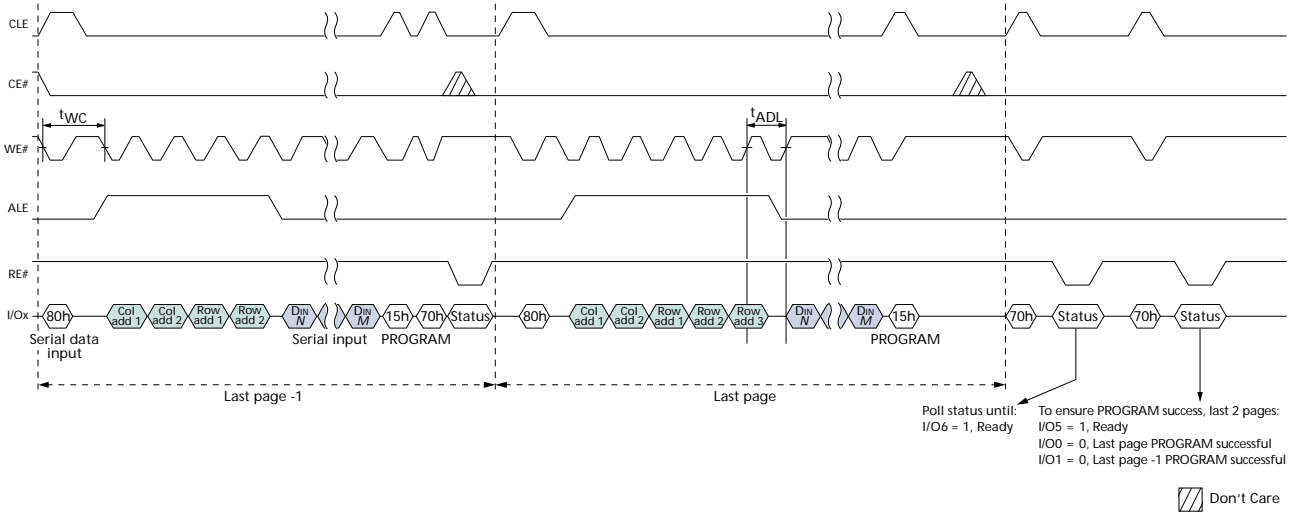 CLE
CE#
tWC
tADL
WE#
ALE
RE#
I/Ox
80h
Col add 1
Col add 2
Row add 1
Row add 2
DIN N
DIN M
15h
70h
Status
80h
Col add 1
Col add 2
Row add 1
Row add 2
Row add 3
DIN N
DIN M
15h
70h
Status
70h
Status
Serial data
input
Serial input
PROGRAM
PROGRAM
Last page -1
Last page
Poll status until:
I/O6 = 1, Ready
To ensure PROGRAM success, last 2 pages:
I/O5 = 1, Ready
I/O0 = 0, Last page PROGRAM successful
I/O1 = 0, Last page -1 PROGRAM successful
Don't Care